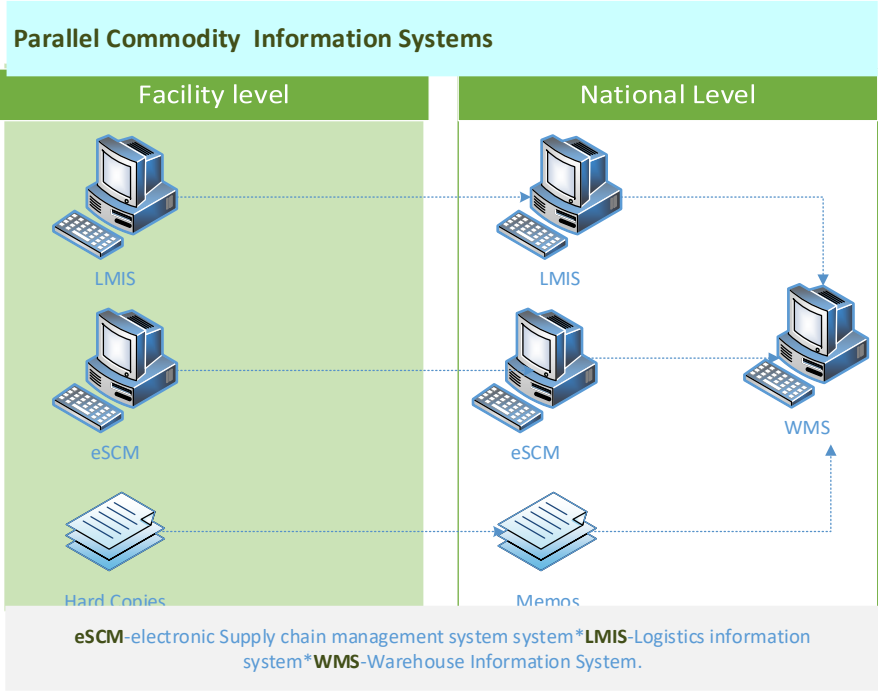 Parallel Commodity Information Systems
Facility level
National Level
LMIS
LMIS
eSCM
eSCM
WMS
Hard Copies
Memos
eSCM-electronic Supply chain management system system*LMIS-Logistics information
system*WMS-Warehouse Information System.